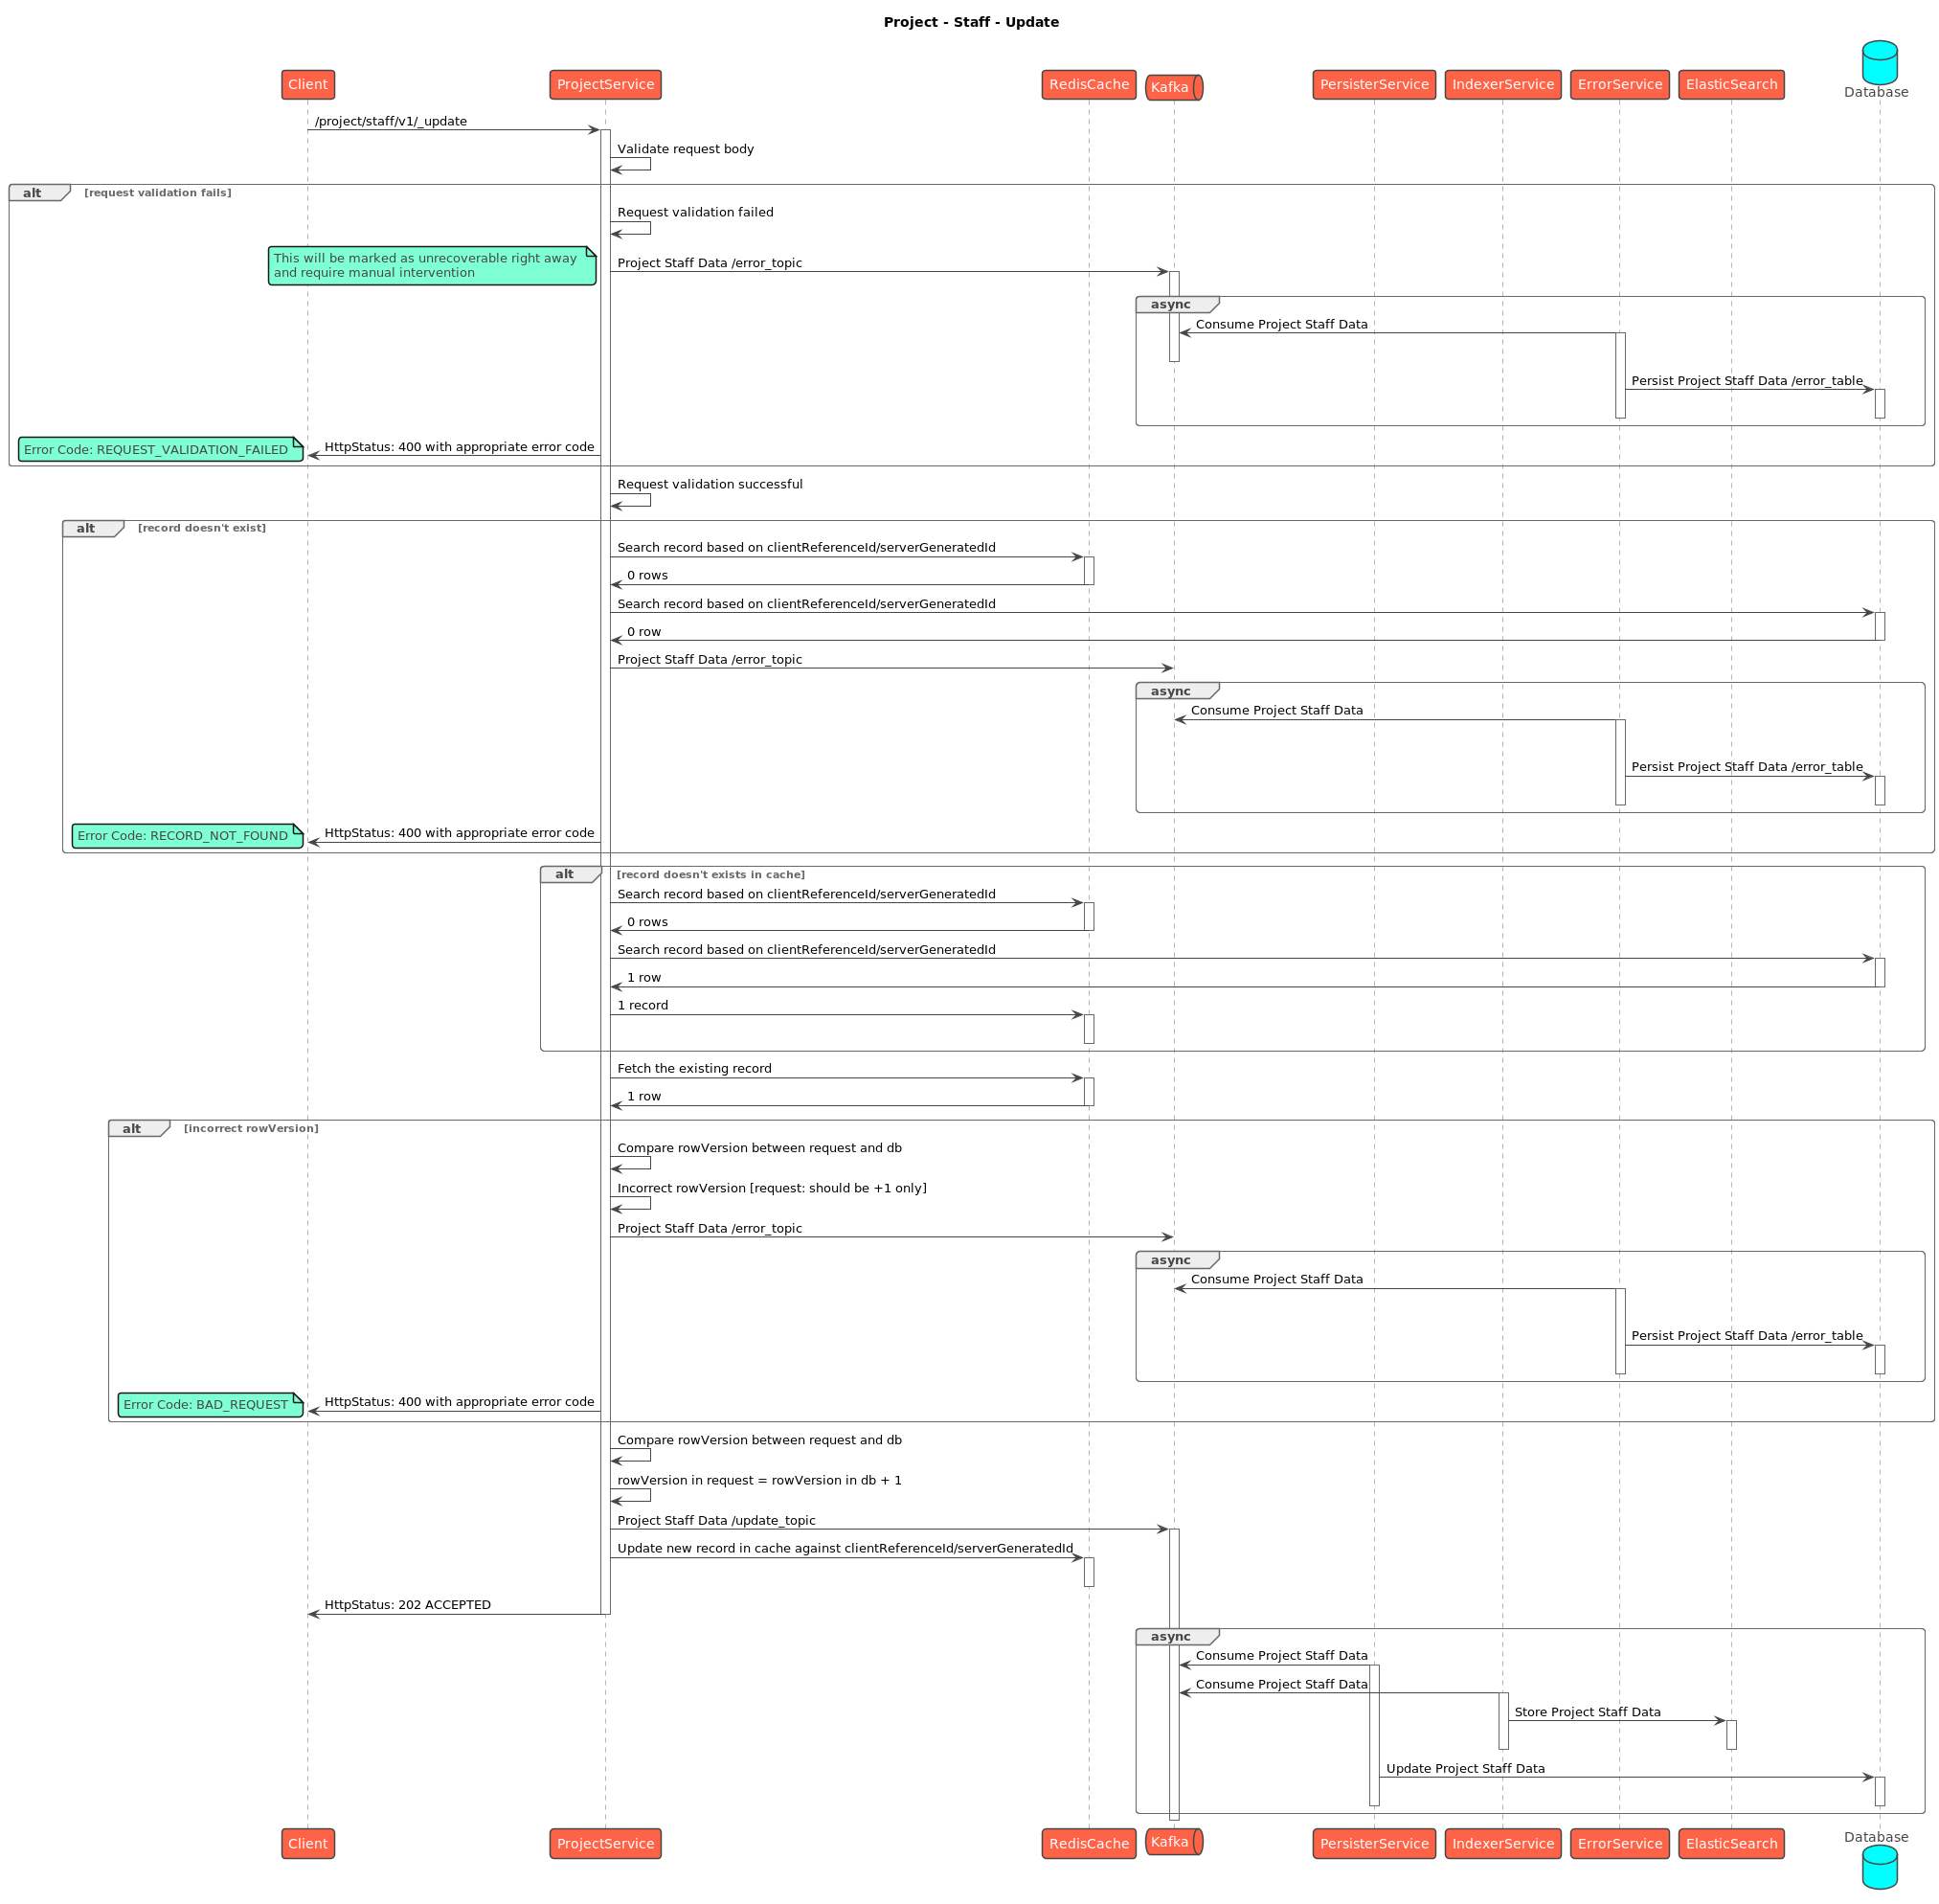 Project - Staff - Update
Client
ProjectService
RedisCache
Kafka
PersisterService
IndexerService
ErrorService
ElasticSearch
Database
/project/staff/v1/_update
Validate request body
alt
[request validation fails]
Request validation failed
This will be marked as unrecoverable right away
and require manual intervention
Project Staff Data /error_topic
async
Consume Project Staff Data
Persist Project Staff Data /error_table
Error Code: REQUEST_VALIDATION_FAILED
HttpStatus: 400 with appropriate error code
Request validation successful
alt
[record doesn't exist]
Search record based on clientReferenceId/serverGeneratedId
0 rows
Search record based on clientReferenceId/serverGeneratedId
0 row
Project Staff Data /error_topic
async
Consume Project Staff Data
Persist Project Staff Data /error_table
Error Code: RECORD_NOT_FOUND
HttpStatus: 400 with appropriate error code
alt
[record doesn't exists in cache]
Search record based on clientReferenceId/serverGeneratedId
0 rows
Search record based on clientReferenceId/serverGeneratedId
1 row
1 record
Fetch the existing record
1 row
alt
[incorrect rowVersion]
Compare rowVersion between request and db
Incorrect rowVersion [request: should be +1 only]
Project Staff Data /error_topic
async
Consume Project Staff Data
Persist Project Staff Data /error_table
Error Code: BAD_REQUEST
HttpStatus: 400 with appropriate error code
Compare rowVersion between request and db
rowVersion in request = rowVersion in db + 1
Project Staff Data /update_topic
Update new record in cache against clientReferenceId/serverGeneratedId
HttpStatus: 202 ACCEPTED
async
Consume Project Staff Data
Consume Project Staff Data
Store Project Staff Data
Update Project Staff Data
Client
ProjectService
RedisCache
Kafka
PersisterService
IndexerService
ErrorService
ElasticSearch
Database